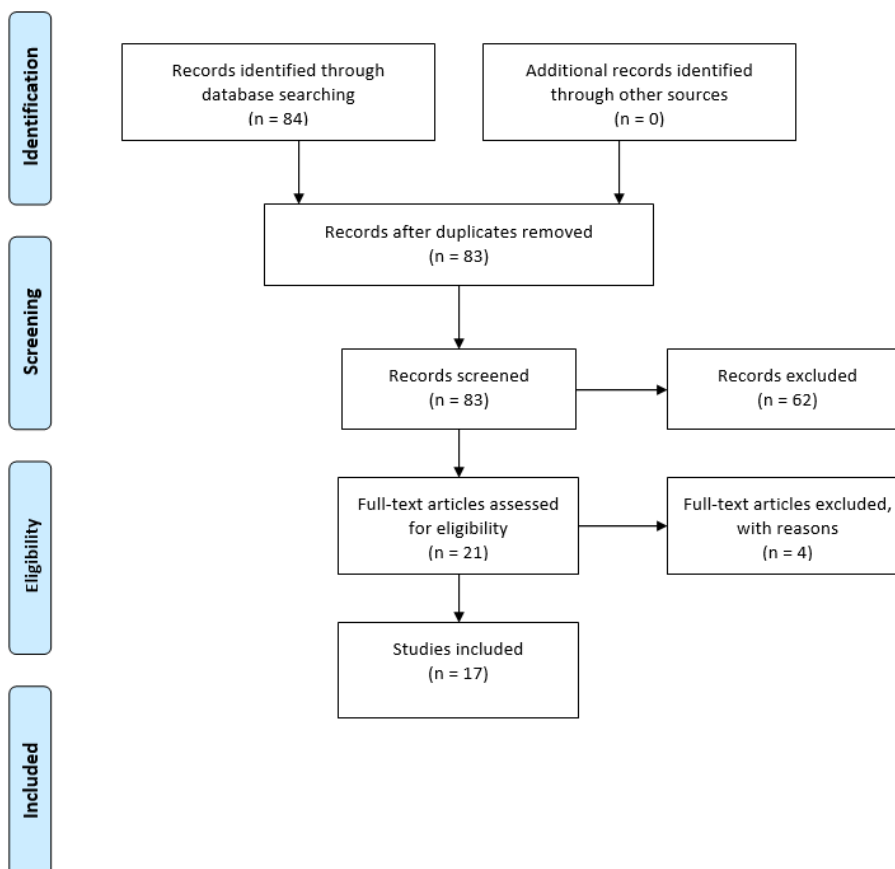 Identification
Records identified through
database searching
(n = 84)
Additional records identified
through other sources
(n = 0)
Records after duplicates removed
(n = 83)
Screening
Records screened
(n = 83)
Records excluded
(n = 62)
Eligibility
Full-text articles assessed
for eligibility
(n = 21)
Full-text articles excluded,
with reasons
(n = 4)
Studies included
(n = 17)
Included